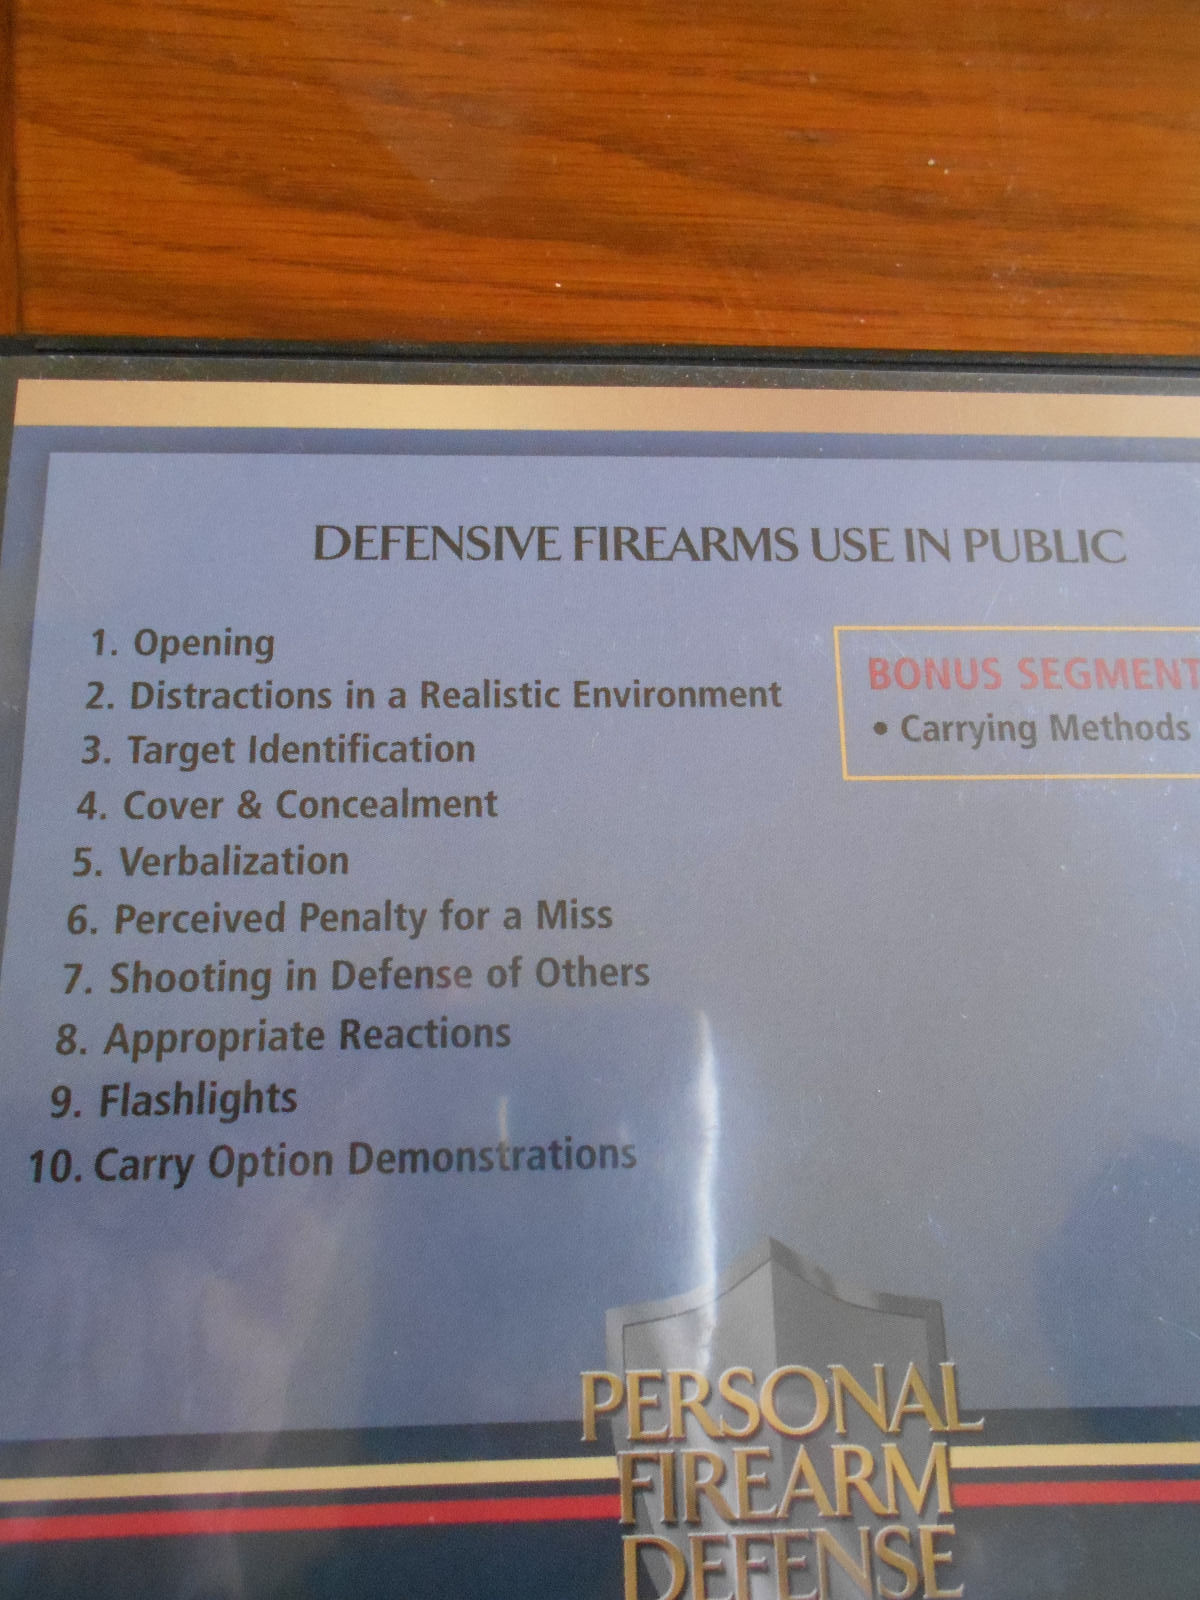 DEFENSIVE FIREARMS USE IN PUBLIC
1. Opening
2. Distractions in a Realistic Environment
3. Target Identification
4. Cover & Concealment
5. Verbalization
6. Perceived Penalty for a Miss
7. Shooting in Defense of Others
8. Appropriate Reactions
9. Flashlights
10. Carry Option Demonstrations
BONUS SEGMENT
• Carrying Methods
PERSONAL
FIREARM
DEFENSE